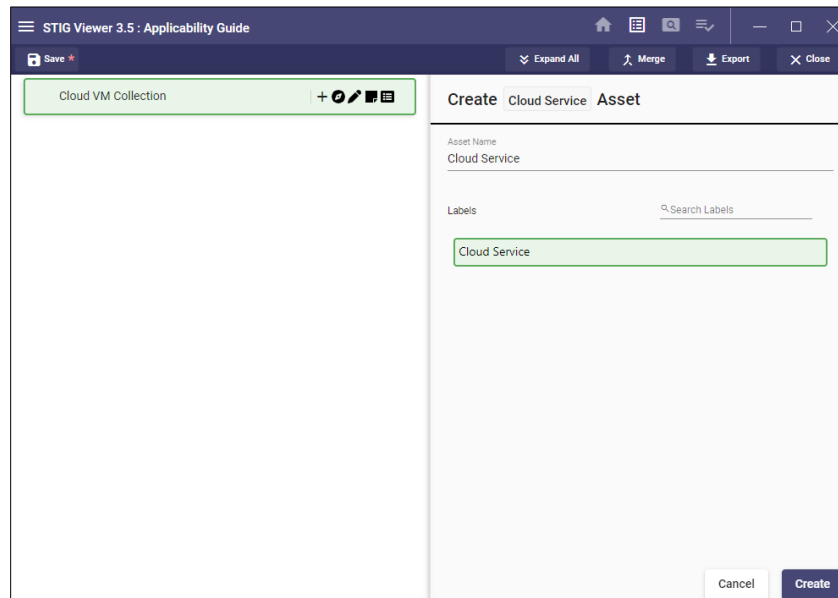 STIG Viewer 3.5 : Applicability Guide
Save *
Expand All
Merge
Export
Close
Cloud VM Collection
Create Cloud Service Asset
Asset Name
Cloud Service
Labels
Search Labels
Cloud Service
Cancel
Create